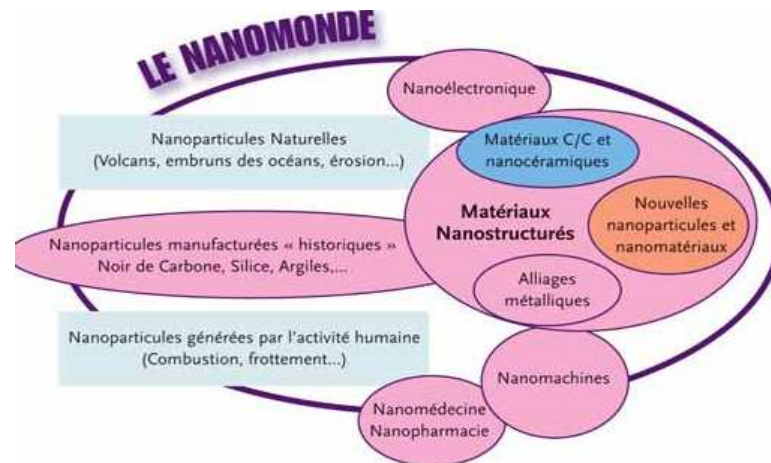 LE NANOMONDE
Nanoélectronique
Nanoparticules Naturelles
(Volcans, embruns des océans, érosion...)
Matériaux C/C et
nanocéramiques
Matériaux
Nanostructurés
Nouvelles
nanoparticules et
nanomatériaux
Nanoparticules manufacturées « historiques »
Noir de Carbone, Silice, Argiles,...
Alliages
métalliques
Nanoparticules générées par l'activité humaine
(Combustion, frottement...)
Nanomachines
Nanomédecine
Nanopharmacie